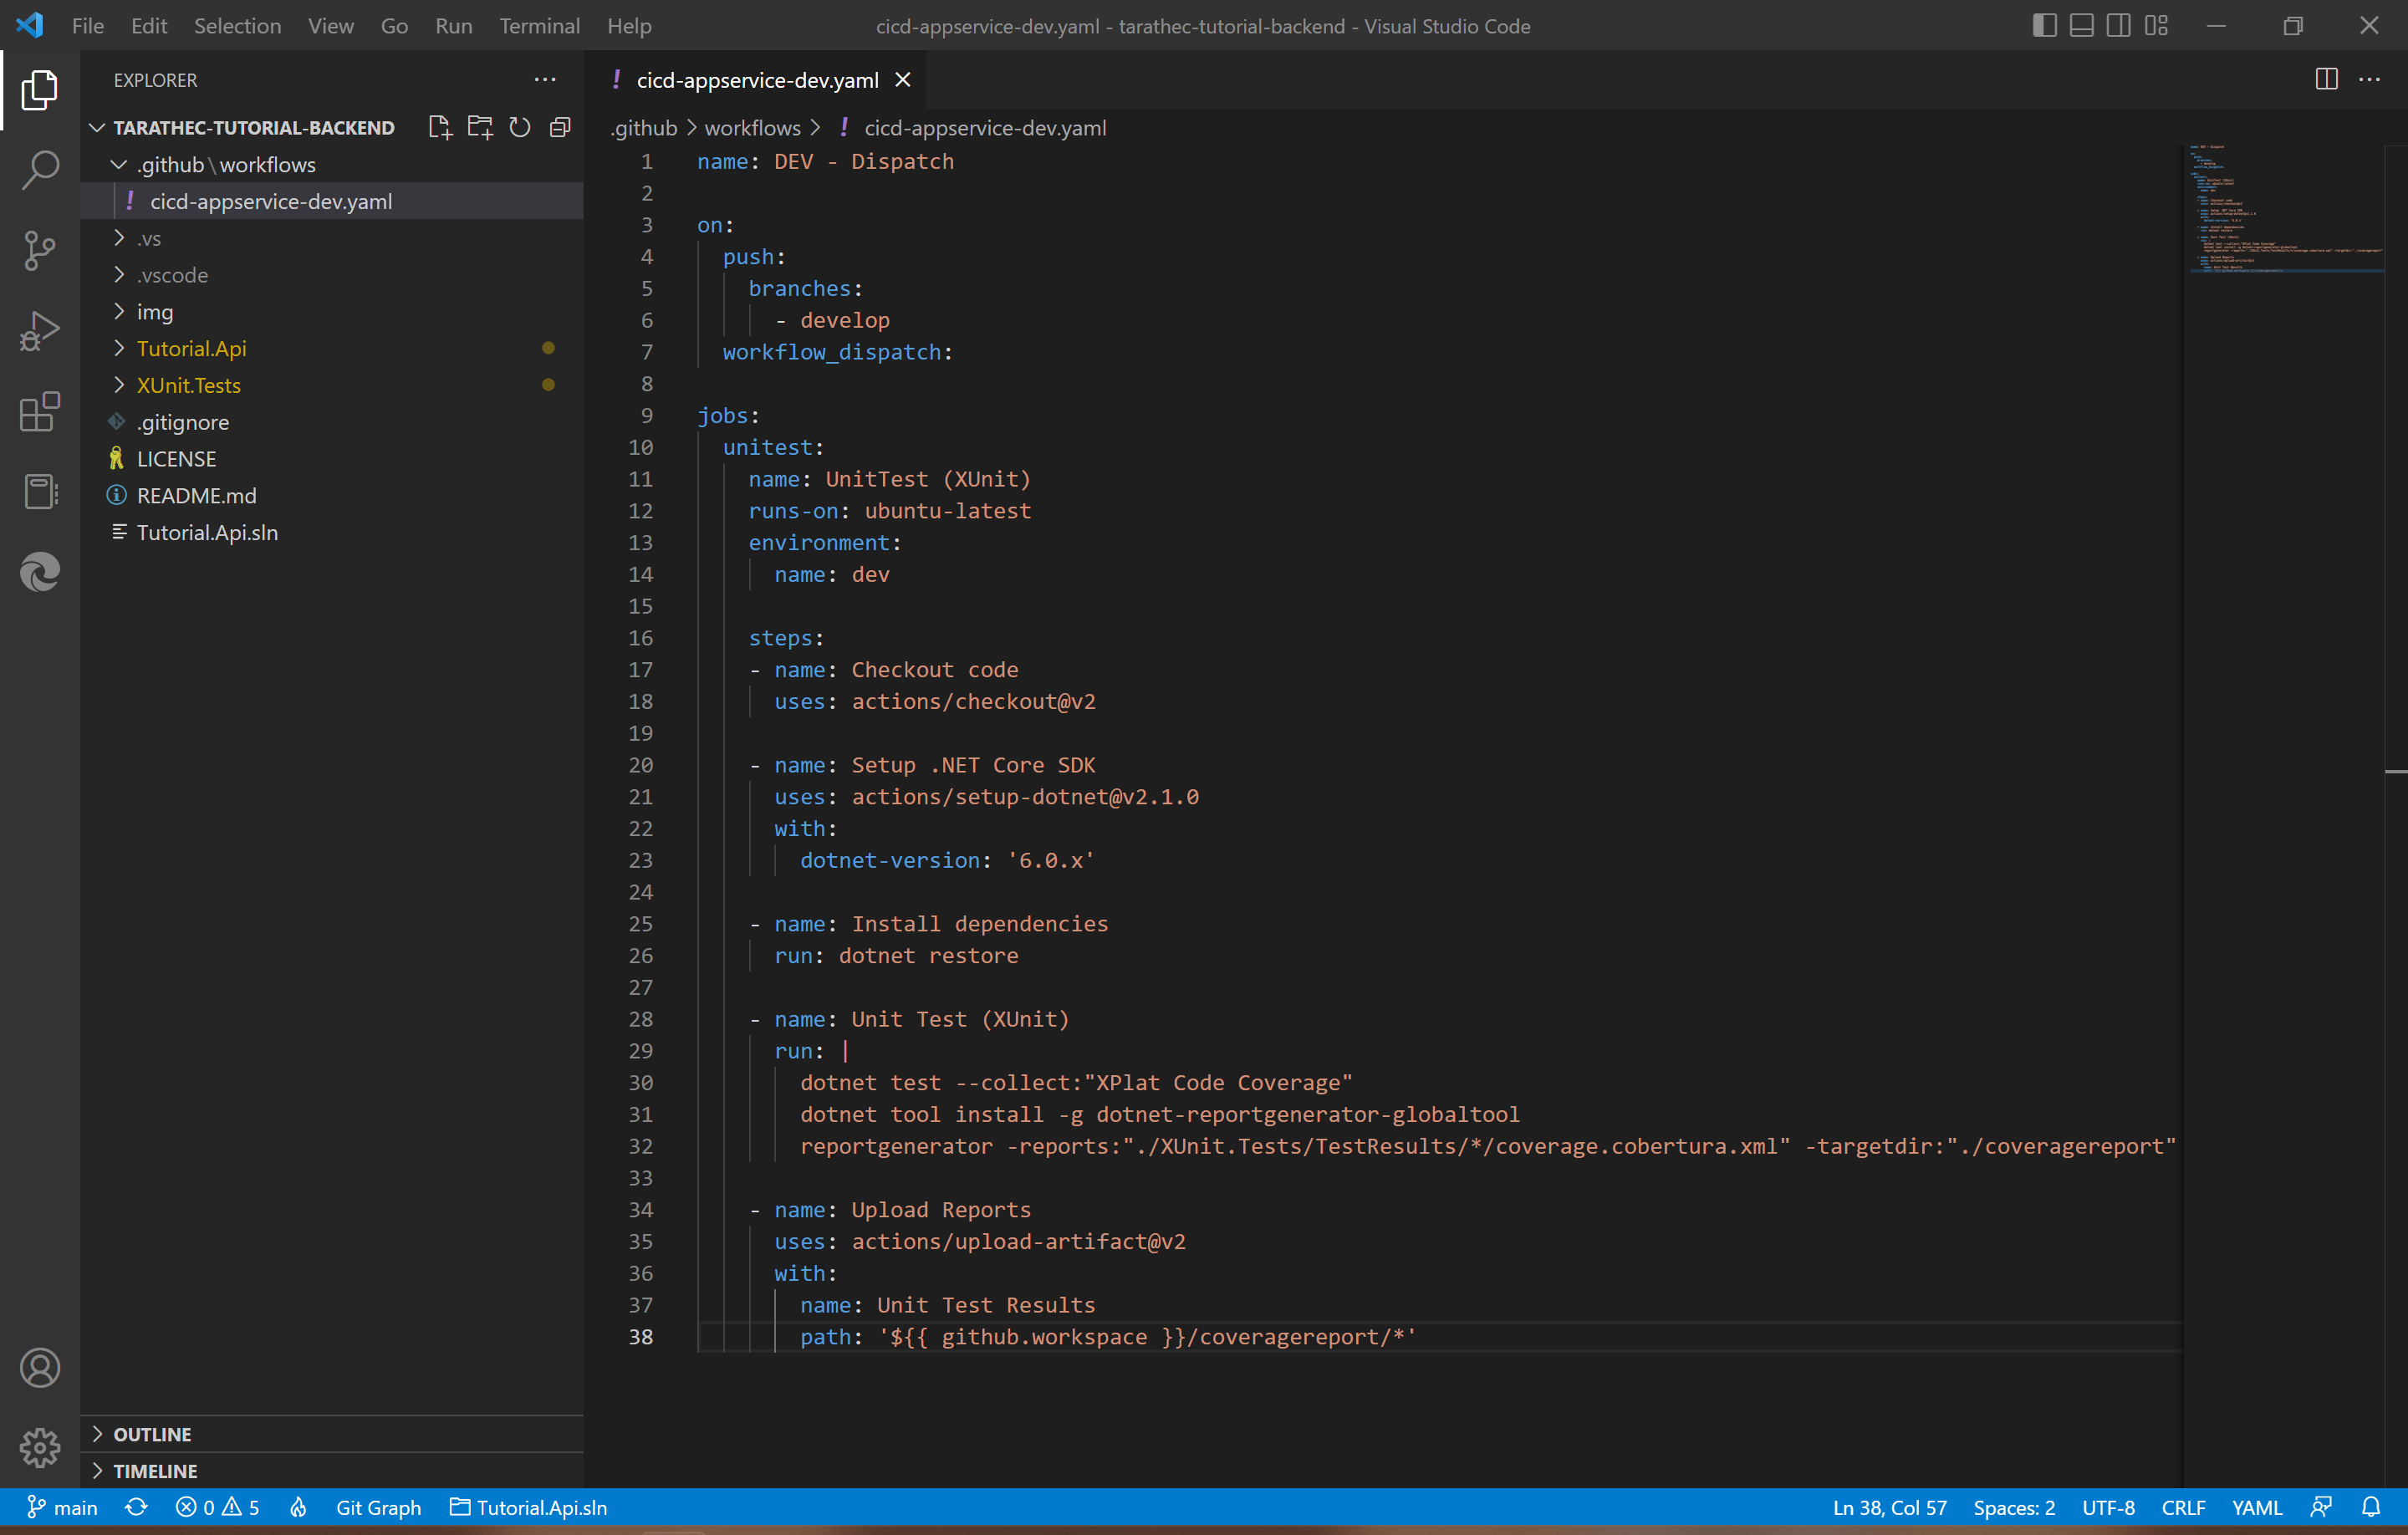 File Edit Selection View Go Run Terminal Help
cicd-appservice-dev.yaml - tarathec-tutorial-backend - Visual Studio Code
EXPLORER
TARATHEC-TUTORIAL-BACKEND
.github\workflows
! cicd-appservice-dev.yaml
.vs
.vscode
img
Tutorial.Api
XUnit.Tests
.gitignore
LICENSE
README.md
Tutorial.Api.sln
OUTLINE
TIMELINE
! cicd-appservice-dev.yaml
.github > workflows > ! cicd-appservice-dev.yaml
1 name: DEV - Dispatch
2
3 on:
4 push:
5 branches:
6 - develop
7 workflow_dispatch:
8
9 jobs:
10 unitest:
11 name: UnitTest (XUnit)
12 runs-on: ubuntu-latest
13 environment:
14 name: dev
15
16 steps:
17 - name: Checkout code
18 uses: actions/checkout@v2
19
20 - name: Setup .NET Core SDK
21 uses: actions/setup-dotnet@v2.1.0
22 with:
23 dotnet-version: '6.0.x'
24
25 - name: Install dependencies
26 run: dotnet restore
27
28 - name: Unit Test (XUnit)
29 run: |
30 dotnet test --collect:"XPlat Code Coverage"
31 dotnet tool install -g dotnet-reportgenerator-globaltool
32 reportgenerator -reports:"./XUnit.Tests/TestResults/*/coverage.cobertura.xml" -targetdir:"./coveragereport"
33
34 - name: Upload Reports
35 uses: actions/upload-artifact@v2
36 with:
37 name: Unit Test Results
38 path: '${{ github.workspace }}/coveragereport/*'
main 0 5 Git Graph Tutorial.Api.sln
Ln 38, Col 57 Spaces: 2 UTF-8 CRLF YAML